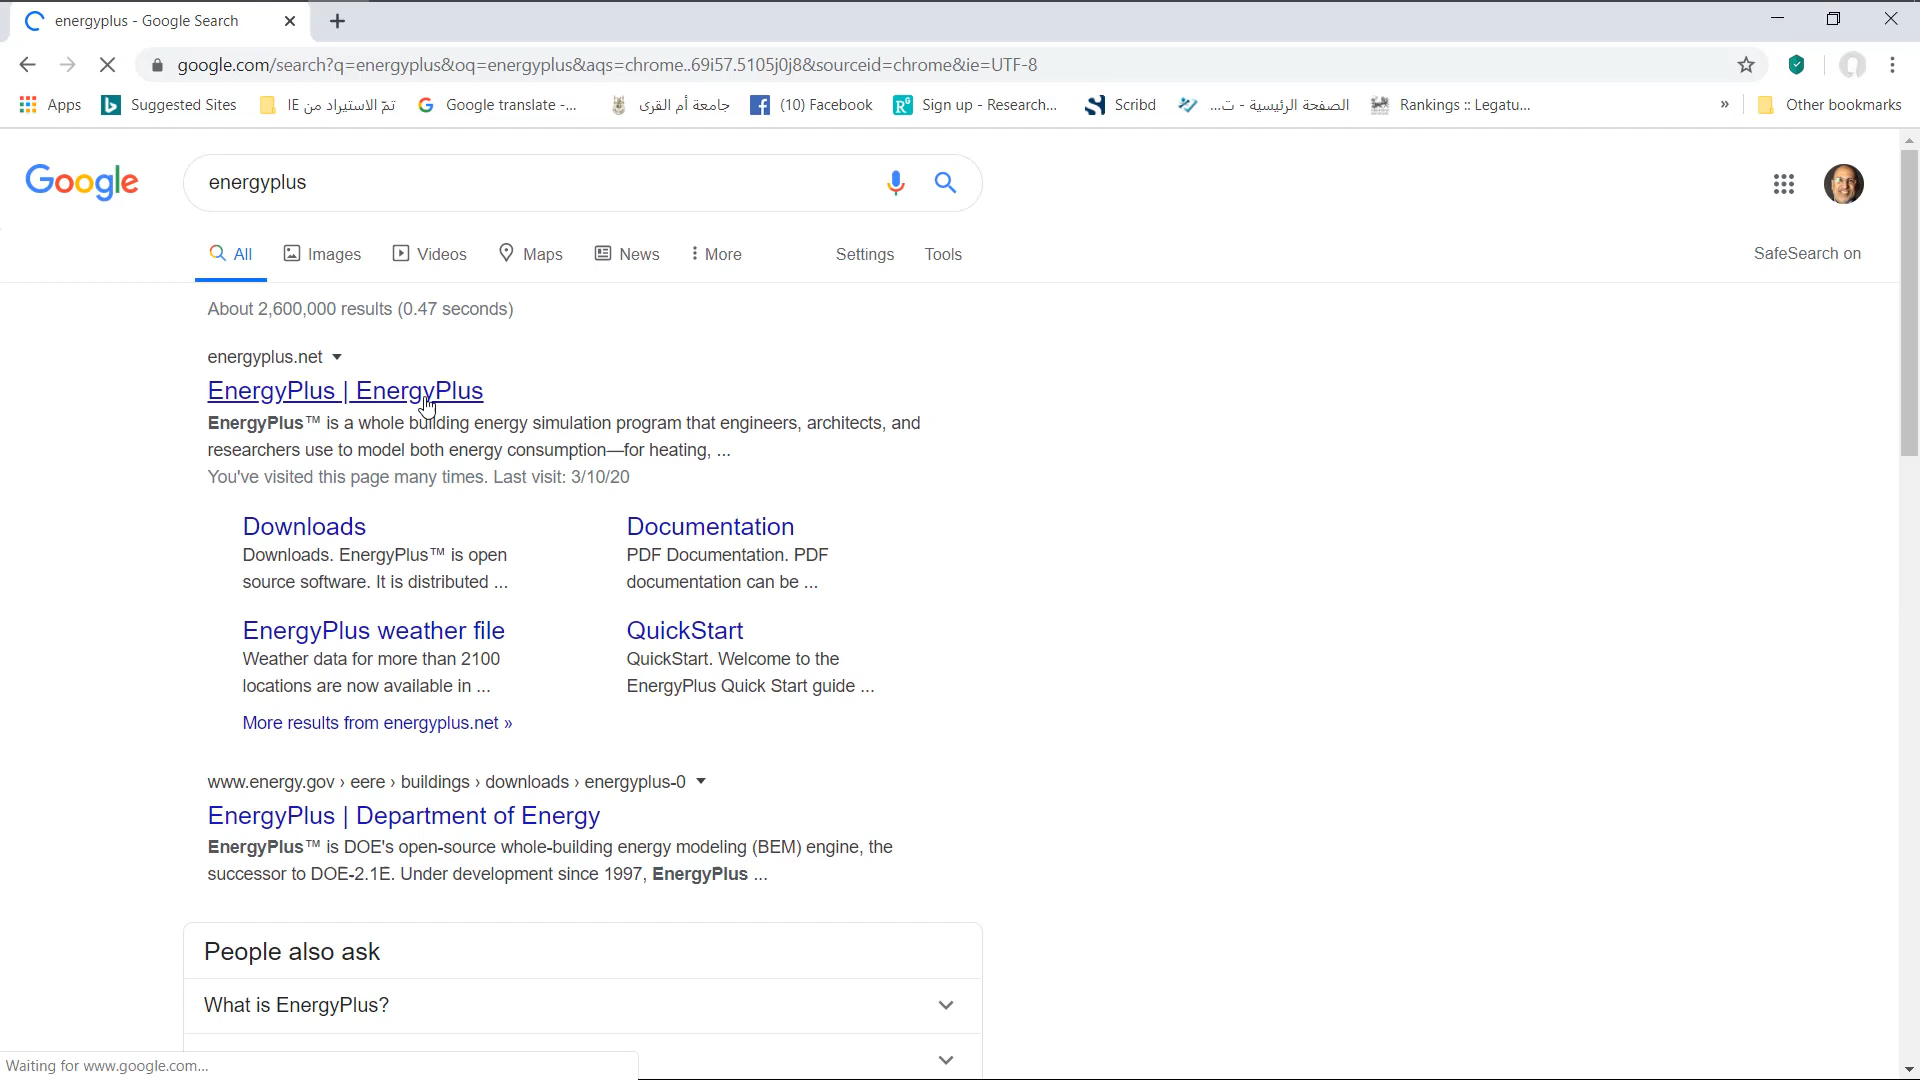 energyplus - Google Search
google.com/search?q=energyplus&oq=energyplus&aqs=chrome..69i57.5105j0j8&sourceid=chrome&ie=UTF-8
Apps Suggested Sites تمّ الاستيراد من IE Google translate -... جامعة أم القرى (10) Facebook Sign up - Research... Scribd الصفحة الرئيسية - ت... Rankings :: Legatu... » Other bookmarks
Google energyplus
All Images Videos Maps News More Settings Tools SafeSearch on
About 2,600,000 results (0.47 seconds)
energyplus.net
EnergyPlus | EnergyPlus
EnergyPlus™ is a whole building energy simulation program that engineers, architects, and
researchers use to model both energy consumption—for heating, ...
You've visited this page many times. Last visit: 3/10/20
Downloads
Downloads. EnergyPlus™ is open
source software. It is distributed ...
Documentation
PDF Documentation. PDF
documentation can be ...
EnergyPlus weather file
Weather data for more than 2100
locations are now available in ...
QuickStart
QuickStart. Welcome to the
EnergyPlus Quick Start guide ...
More results from energyplus.net »
www.energy.gov › eere › buildings › downloads › energyplus-0
EnergyPlus | Department of Energy
EnergyPlus™ is DOE's open-source whole-building energy modeling (BEM) engine, the
successor to DOE-2.1E. Under development since 1997, EnergyPlus ...
People also ask
What is EnergyPlus?
Waiting for www.google.com...